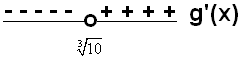 - - - - - + + + + g'(x)
∛10